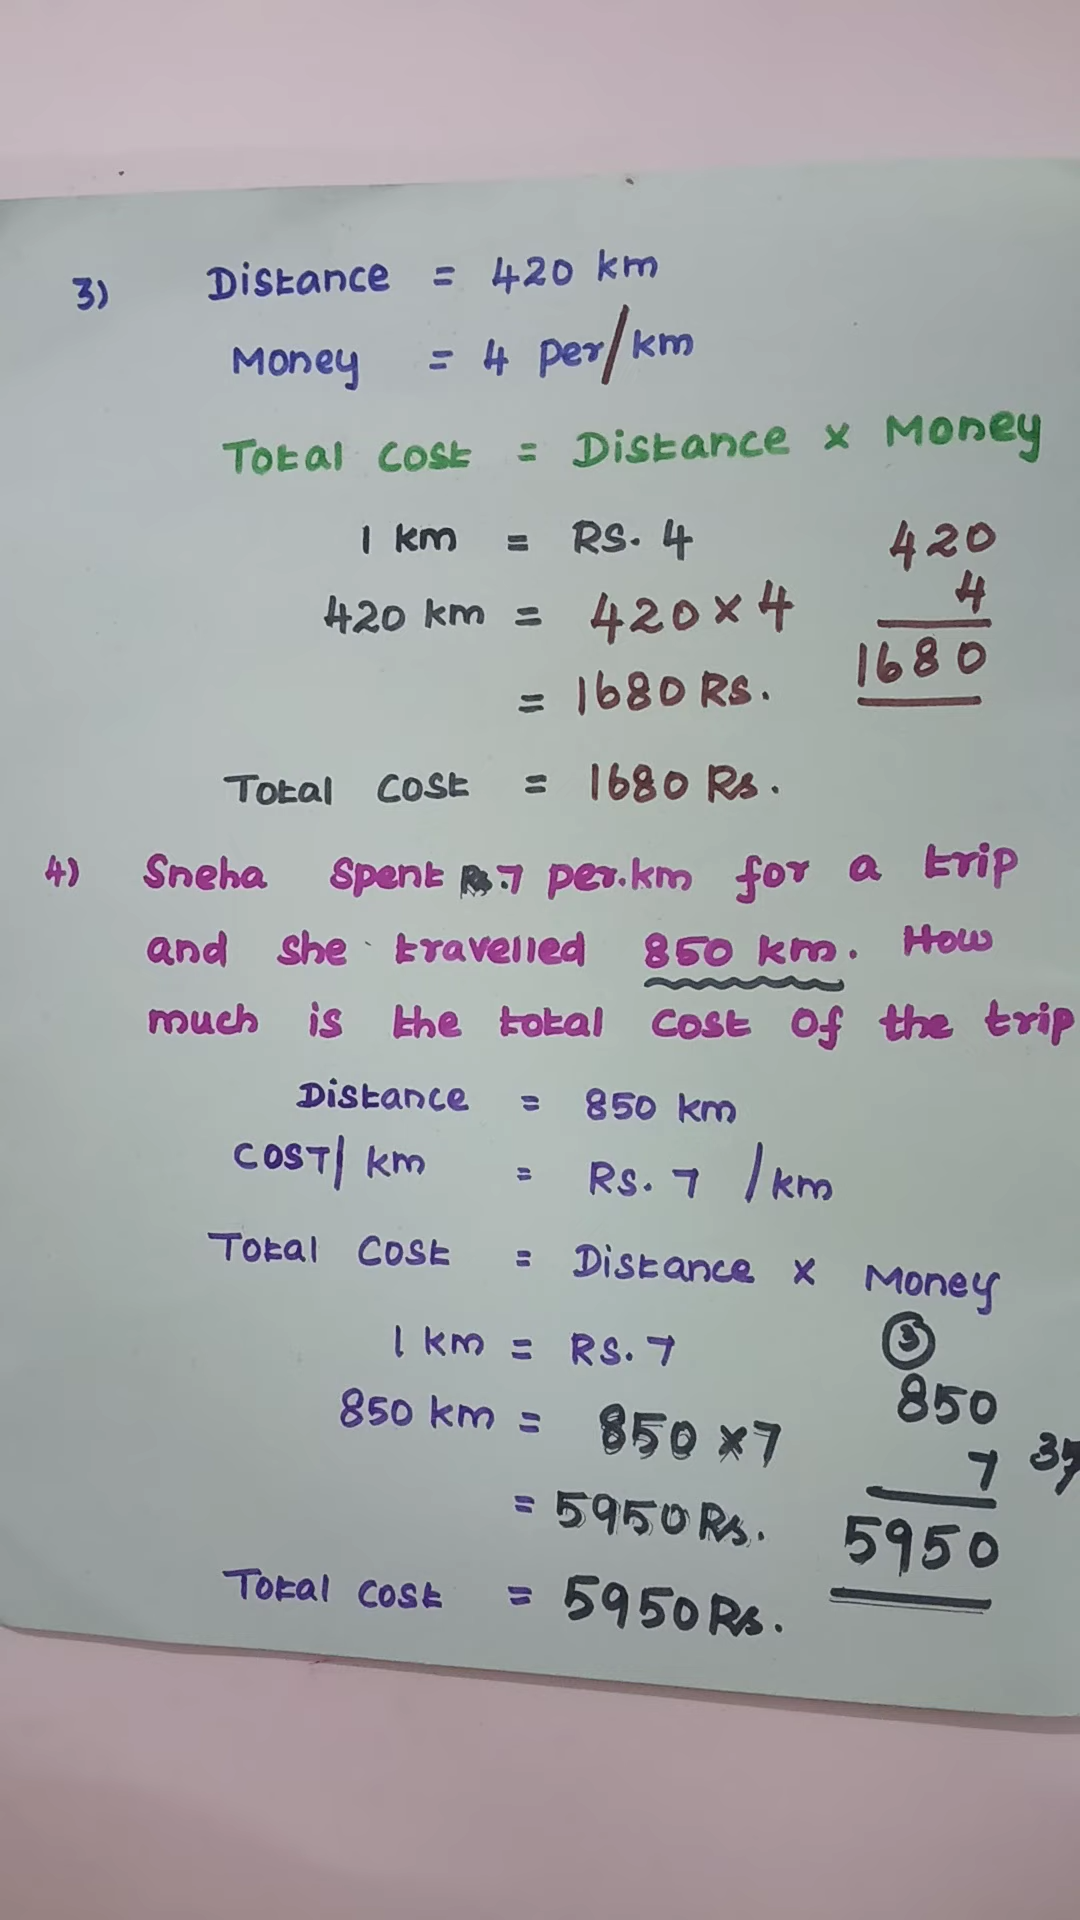 3) Distance = 420 km
Money = 4 per/km
Total cost = Distance x Money
1 km = RS. 4
420
420 km = 420 x 4
4
= 1680 Rs.
1680
Total cost = 1680 Rs.
4) Sneha spent Rs.7 per.km for a trip
and she travelled 850 km. How
much is the total cost of the trip
Distance = 850 km
COST/ km = Rs. 7 /km
Total cost = Distance x Money
1 km = RS. 7
3
850 km = 850 x 7
850
7
= 5950 Rs.
5950
Total cost = 5950 Rs.